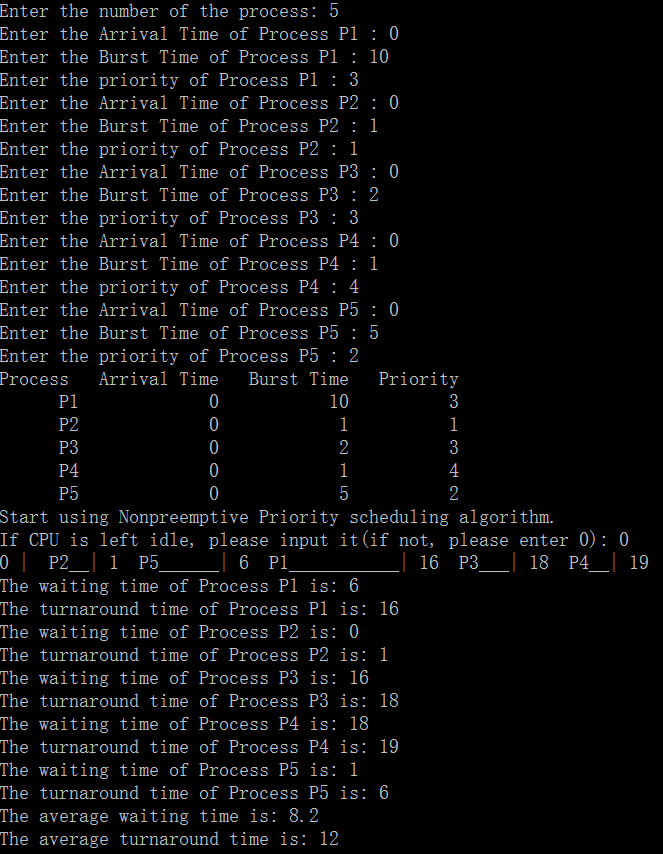 Enter the number of the process: 5
Enter the Arrival Time of Process P1 : 0
Enter the Burst Time of Process P1 : 10
Enter the priority of Process P1 : 3
Enter the Arrival Time of Process P2 : 0
Enter the Burst Time of Process P2 : 1
Enter the priority of Process P2 : 1
Enter the Arrival Time of Process P3 : 0
Enter the Burst Time of Process P3 : 2
Enter the priority of Process P3 : 3
Enter the Arrival Time of Process P4 : 0
Enter the Burst Time of Process P4 : 1
Enter the priority of Process P4 : 4
Enter the Arrival Time of Process P5 : 0
Enter the Burst Time of Process P5 : 5
Enter the priority of Process P5 : 2
Process   Arrival Time   Burst Time   Priority
      P1             0           10          3
      P2             0            1          1
      P3             0            2          3
      P4             0            1          4
      P5             0            5          2
Start using Nonpreemptive Priority scheduling algorithm.
If CPU is left idle, please input it(if not, please enter 0): 0
0 |  P2__| 1  P5______| 6  P1___________| 16  P3___| 18  P4__| 19
The waiting time of Process P1 is: 6
The turnaround time of Process P1 is: 16
The waiting time of Process P2 is: 0
The turnaround time of Process P2 is: 1
The waiting time of Process P3 is: 16
The turnaround time of Process P3 is: 18
The waiting time of Process P4 is: 18
The turnaround time of Process P4 is: 19
The waiting time of Process P5 is: 1
The turnaround time of Process P5 is: 6
The average waiting time is: 8.2
The average turnaround time is: 12